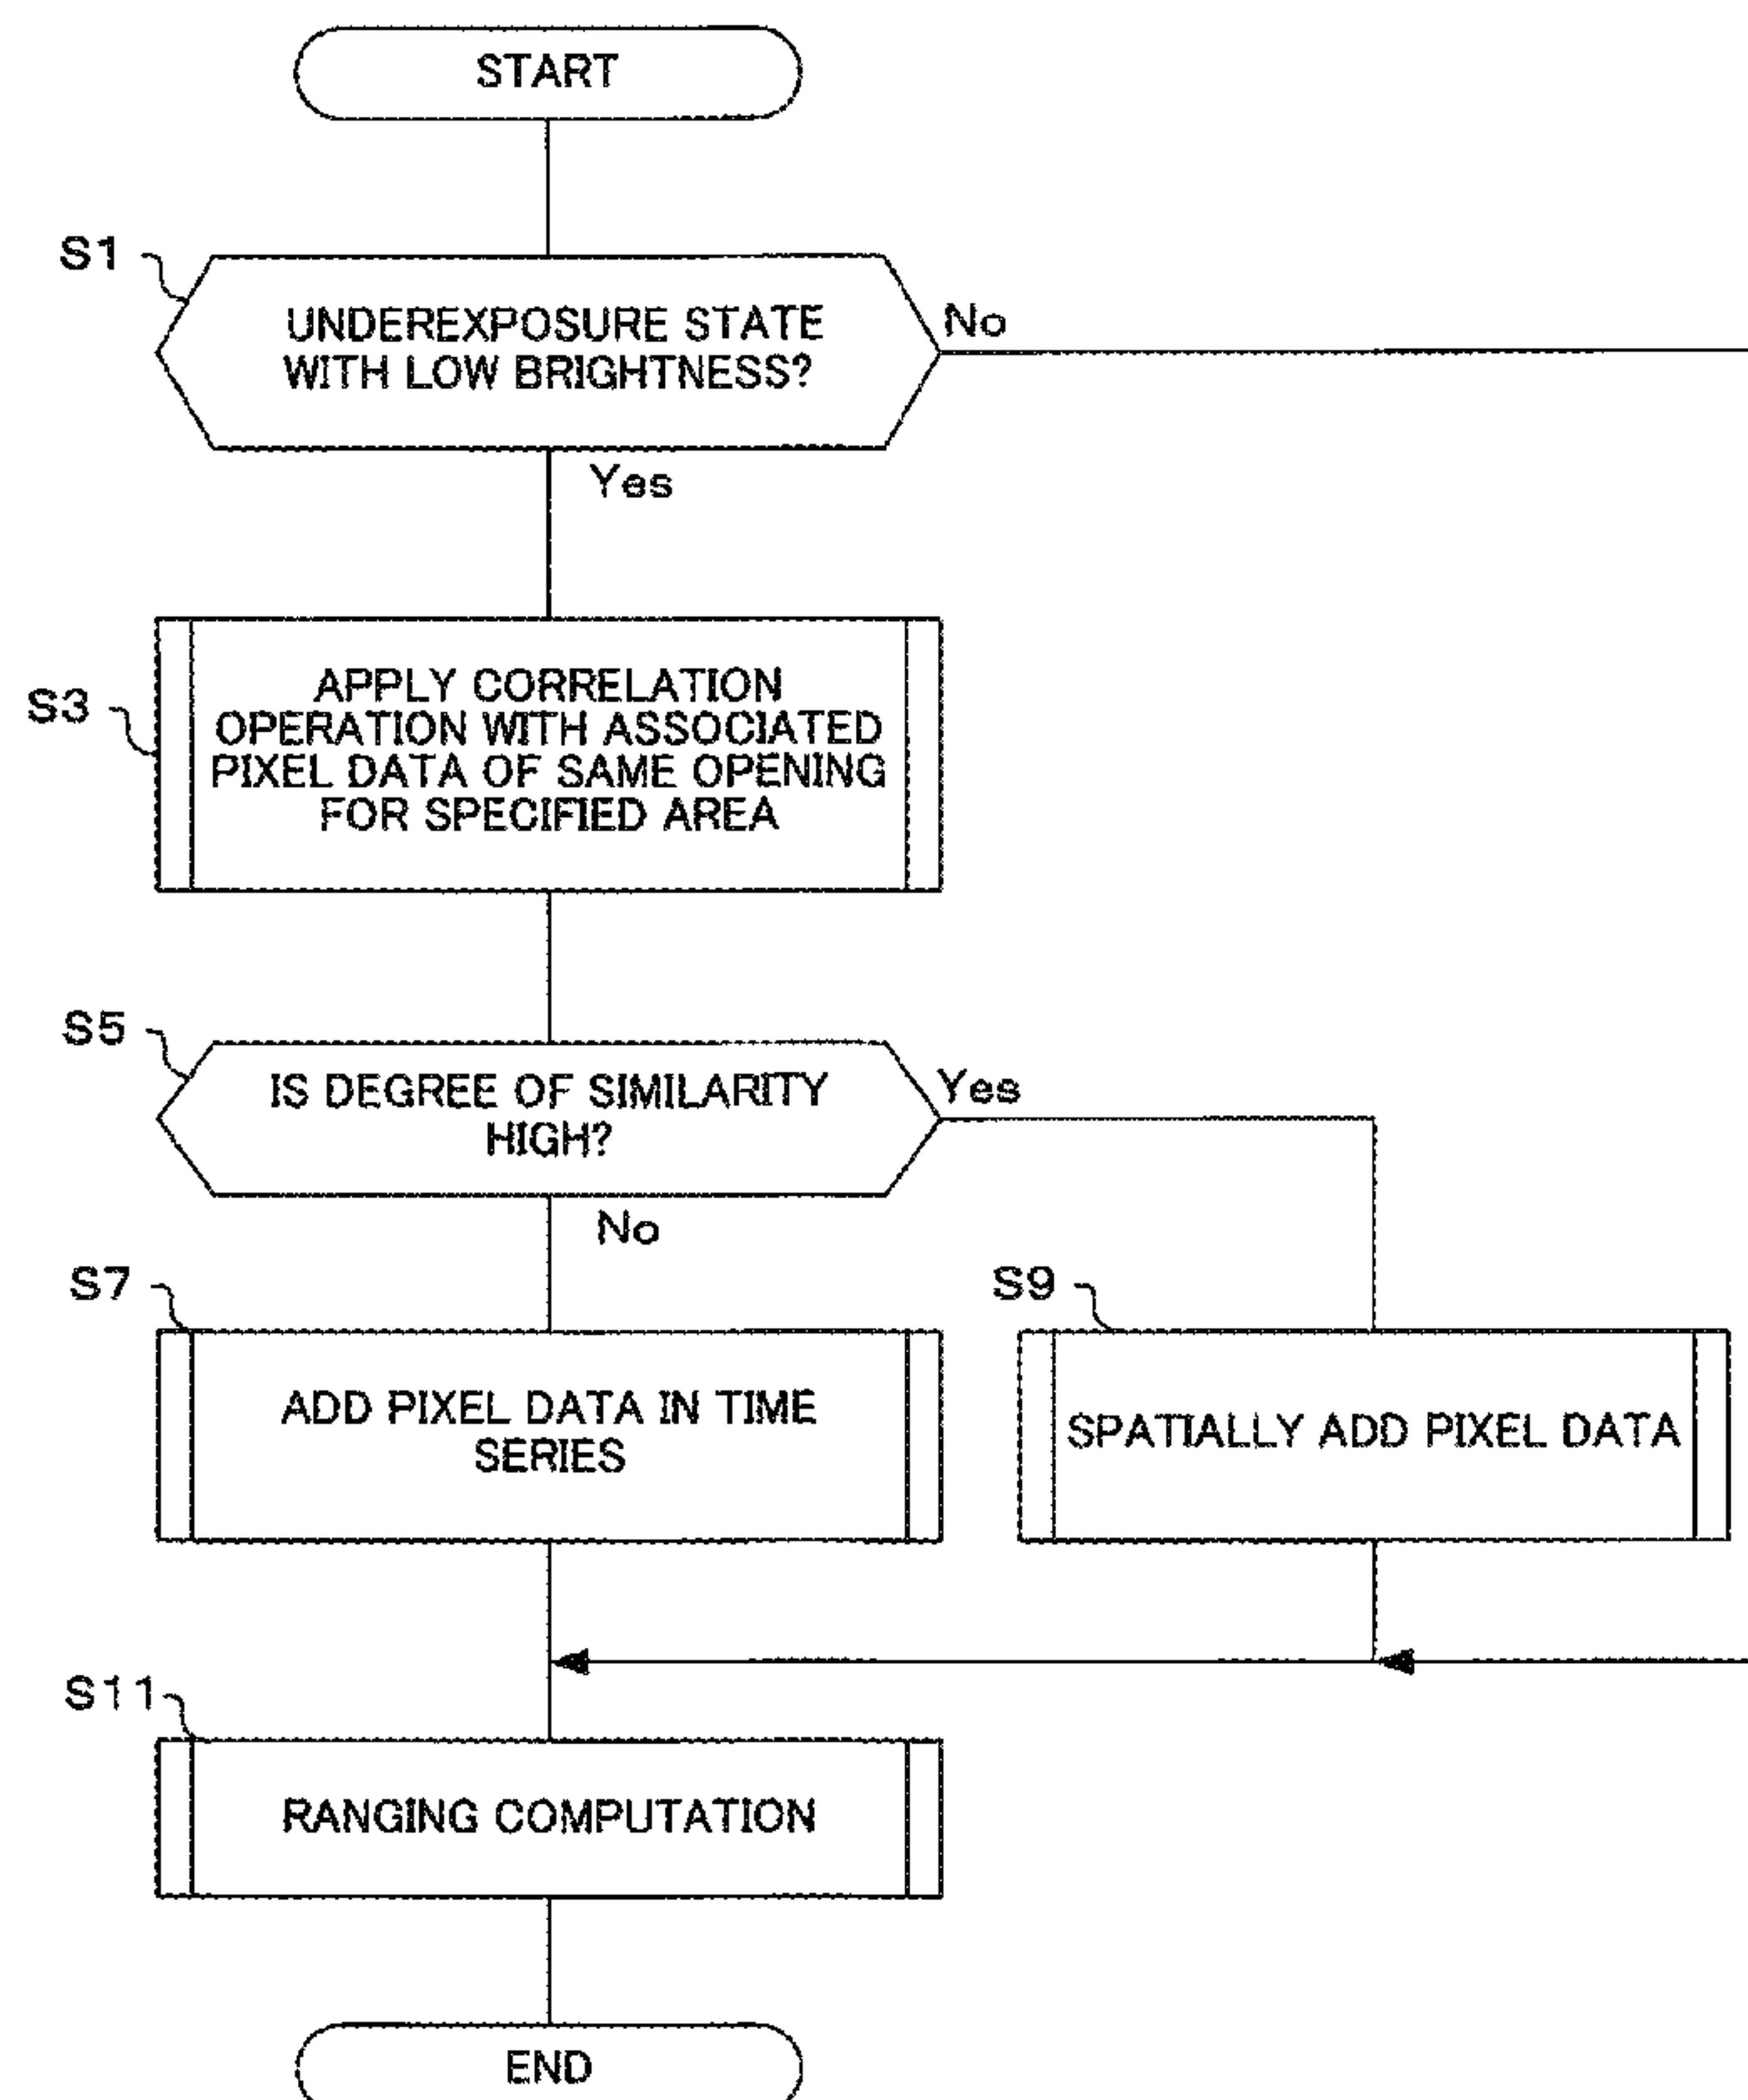 START
S1
UNDEREXPOSURE STATE
WITH LOW BRIGHTNESS?
No
Yes
S3
APPLY CORRELATION
OPERATION WITH ASSOCIATED
PIXEL DATA OF SAME OPENING
FOR SPECIFIED AREA
S5
IS DEGREE OF SIMILARITY
HIGH?
Yes
No
S7
ADD PIXEL DATA IN TIME
SERIES
S9
SPATIALLY ADD PIXEL DATA
S11
RANGING COMPUTATION
END